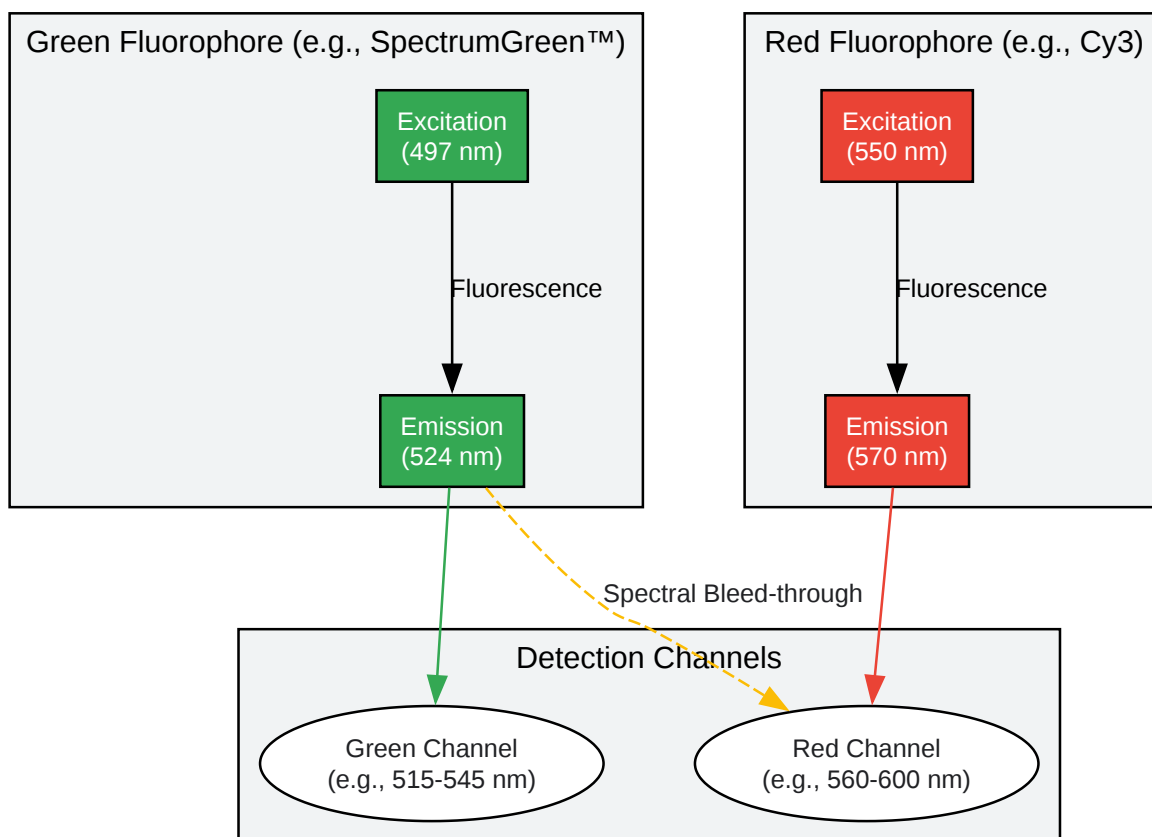 Green Fluorophore (e.g., SpectrumGreen™)
Red Fluorophore (e.g., Cy3)
Excitation
(497 nm)
Excitation
(550 nm)
Fluorescence
Fluorescence
Emission
(524 nm)
Emission
(570 nm)
Spectral Bleed-through
Detection Channels
Green Channel
(e.g., 515-545 nm)
Red Channel
(e.g., 560-600 nm)